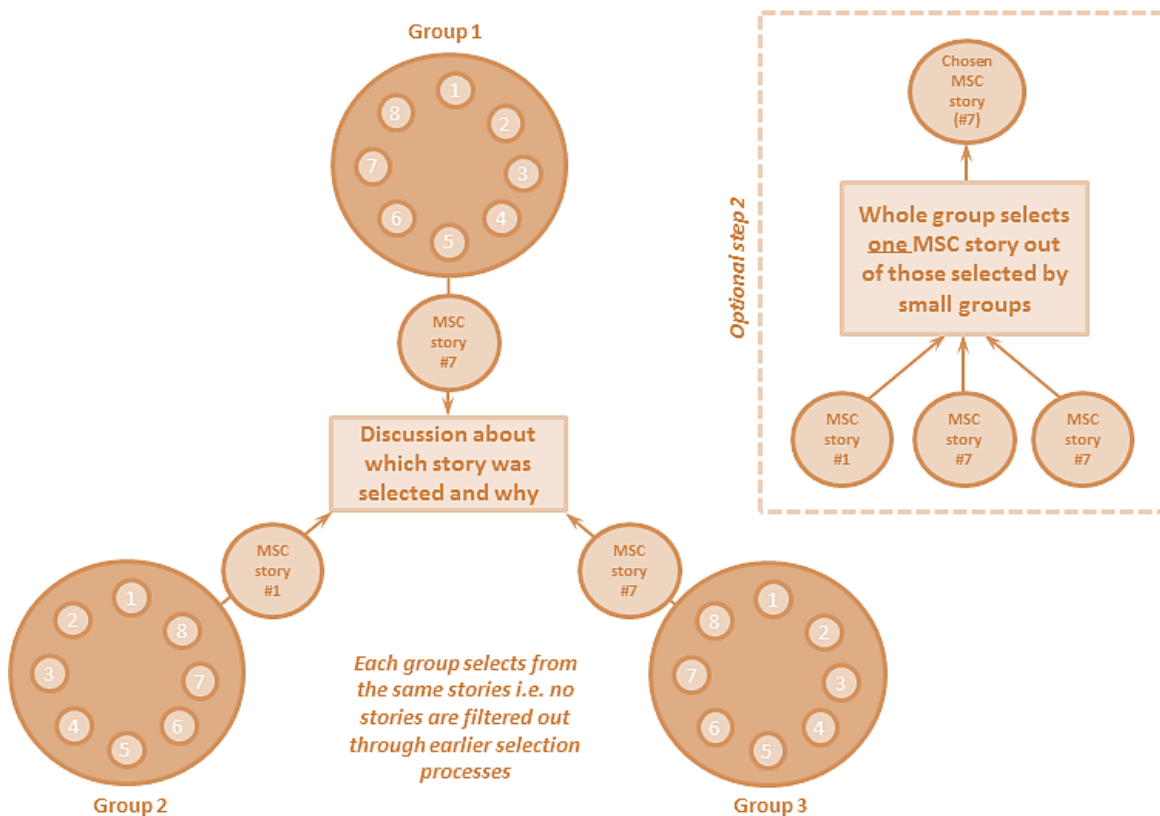 Group 1
1
2
3
4
5
6
7
8
MSC
story
#7
Discussion about
which story was
selected and why
MSC
story
#1
MSC
story
#7
1
8
7
6
5
4
3
2
Group 2
Each group selects from
the same stories i.e. no
stories are filtered out
through earlier selection
processes
1
2
3
4
5
6
7
8
Group 3
Optional step 2
Chosen
MSC
story
(#7)
Whole group selects
one MSC story out
of those selected by
small groups
MSC
story
#1
MSC
story
#7
MSC
story
#7